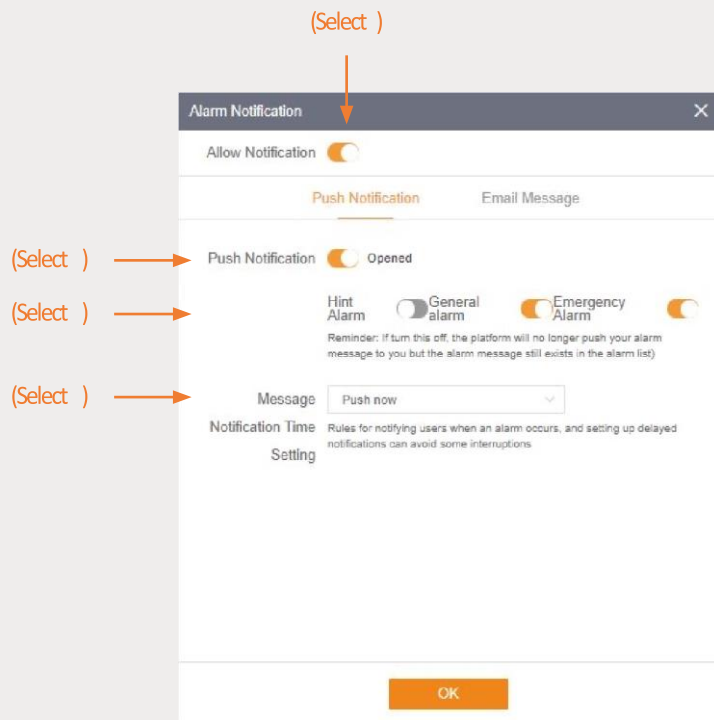 (Select )
Alarm Notification
Allow Notification
Push Notification Email Message
(Select ) Push Notification Opened
(Select ) Hint Alarm General alarm Emergency Alarm
Reminder: If turn this off, the platform will no longer push your alarm
message to you but the alarm message still exists in the alarm list)
(Select ) Message Push now
Notification Time Rules for notifying users when an alarm occurs, and setting up delayed
Setting notifications can avoid some interruptions
OK